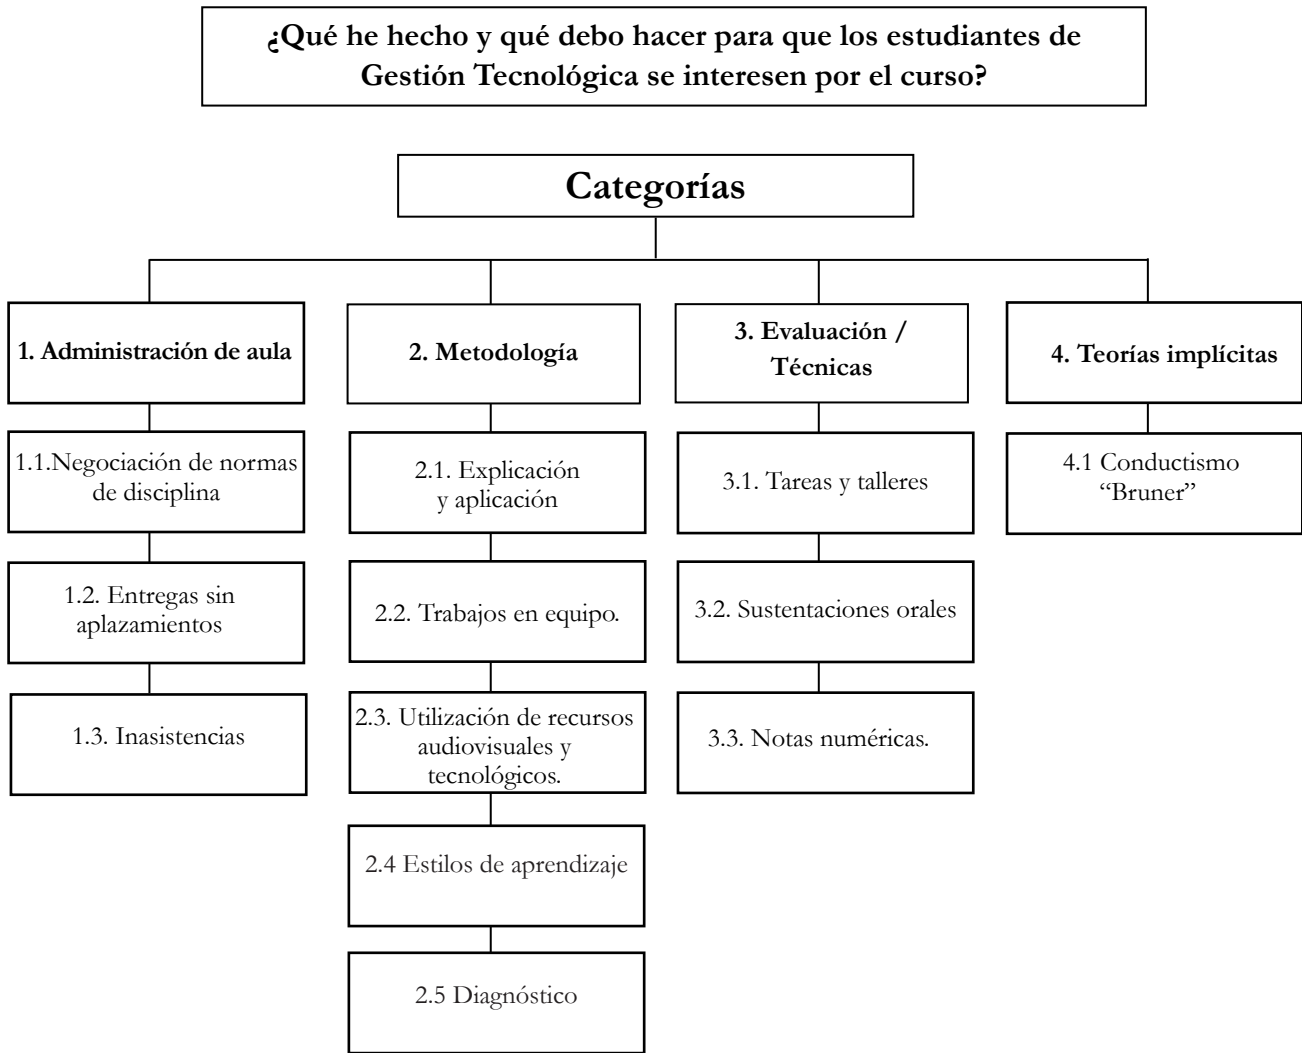 ¿Qué he hecho y qué debo hacer para que los estudiantes de
Gestión Tecnológica se interesen por el curso?
Categorías
1. Administración de aula
2. Metodología
3. Evaluación /
Técnicas
4. Teorías implícitas
1.1.Negociación de normas
de disciplina
2.1. Explicación
y aplicación
3.1. Tareas y talleres
4.1 Conductismo
“Bruner”
1.2. Entregas sin
aplazamientos
2.2. Trabajos en equipo.
3.2. Sustentaciones orales
1.3. Inasistencias
2.3. Utilización de recursos
audiovisuales y
tecnológicos.
3.3. Notas numéricas.
2.4 Estilos de aprendizaje
2.5 Diagnóstico